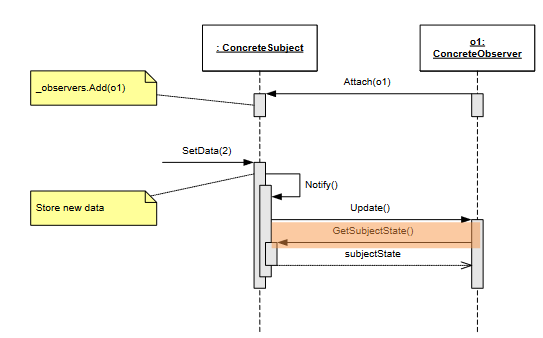 : ConcreteSubject
o1:
ConcreteObserver
_observers.Add(o1)
Attach(o1)
SetData(2)
Notify()
Store new data
Update()
GetSubjectState()
subjectState